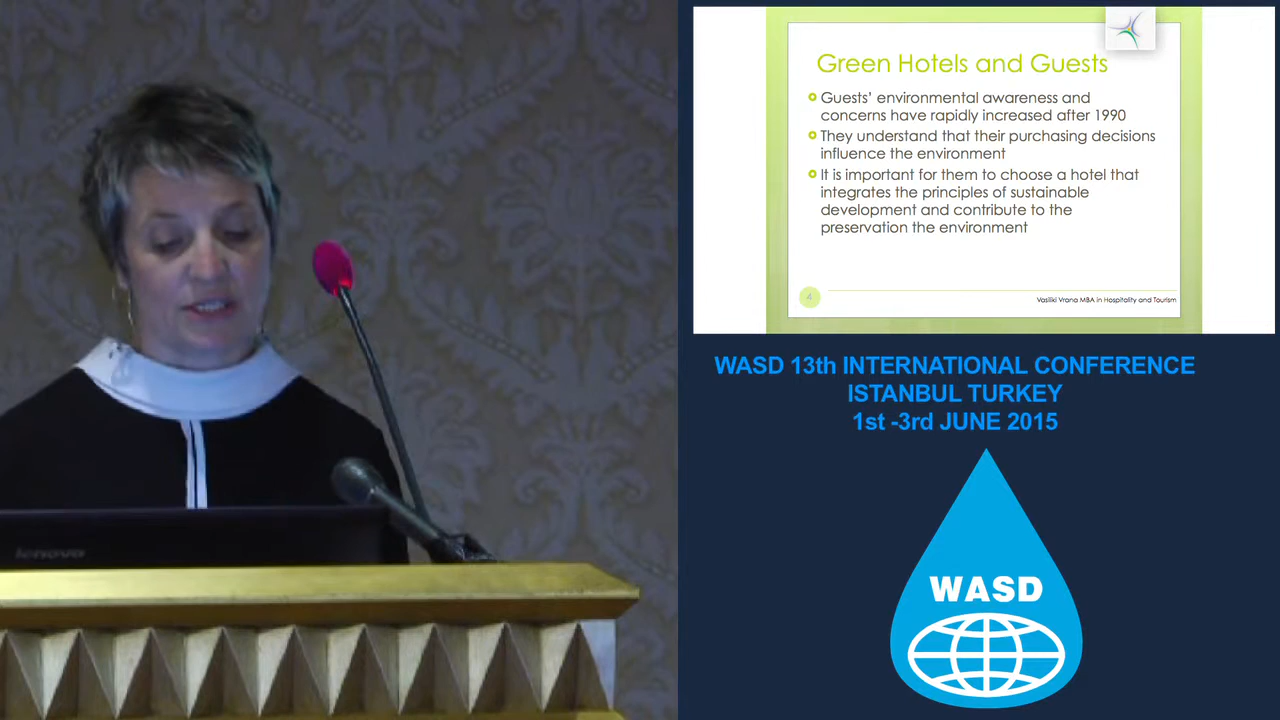 Green Hotels and Guests
Guests' environmental awareness and
concerns have rapidly increased after 1990
They understand that their purchasing decisions
influence the environment
It is important for them to choose a hotel that
integrates the principles of sustainable
development and contribute to the
preservation the environment
4
Vasiliki Vrana MBA in Hospitality and Tourism
WASD 13th INTERNATIONAL CONFERENCE
ISTANBUL TURKEY
1st -3rd JUNE 2015
WASD
lenovo